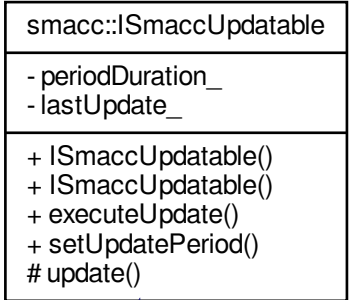 smacc::ISmaccUpdatable
- periodDuration_
- lastUpdate_
+ ISmaccUpdatable()
+ ISmaccUpdatable()
+ executeUpdate()
+ setUpdatePeriod()
# update()